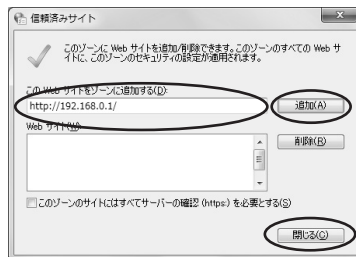 信頼済みサイト
このゾーンに Web サイトを追加/削除できます。このゾーンのすべての Web サ
イトに、このゾーンのセキュリティの設定が適用されます。
この Web サイトをゾーンに追加する(D):
http://192.168.0.1/
追加(A)
Web サイト(W):
削除(R)
このゾーンのサイトにはすべてサーバーの確認 (https:) を必要とする(S)
閉じる(C)